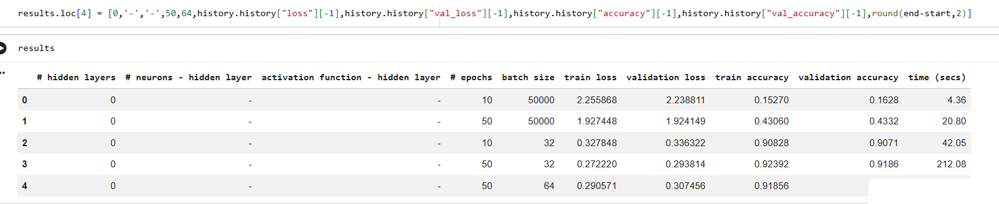 results.loc[4] = [0,'-','-',50,64,history.history["loss"][-1],history.history["val_loss"][-1],history.history["accuracy"][-1],history.history["val_accuracy"][-1],round(end-start,2)]
results
# hidden layers # neurons - hidden layer activation function - hidden layer # epochs batch size train loss validation loss train accuracy validation accuracy time (secs)
0 0 - - 10 50000 2.255868 2.238811 0.15270 0.1628 4.36
1 0 - - 50 50000 1.927448 1.924149 0.43060 0.4332 20.80
2 0 - - 10 32 0.327848 0.336322 0.90828 0.9071 42.05
3 0 - - 50 32 0.272220 0.293814 0.92392 0.9186 212.08
4 0 - - 50 64 0.290571 0.307456 0.91856